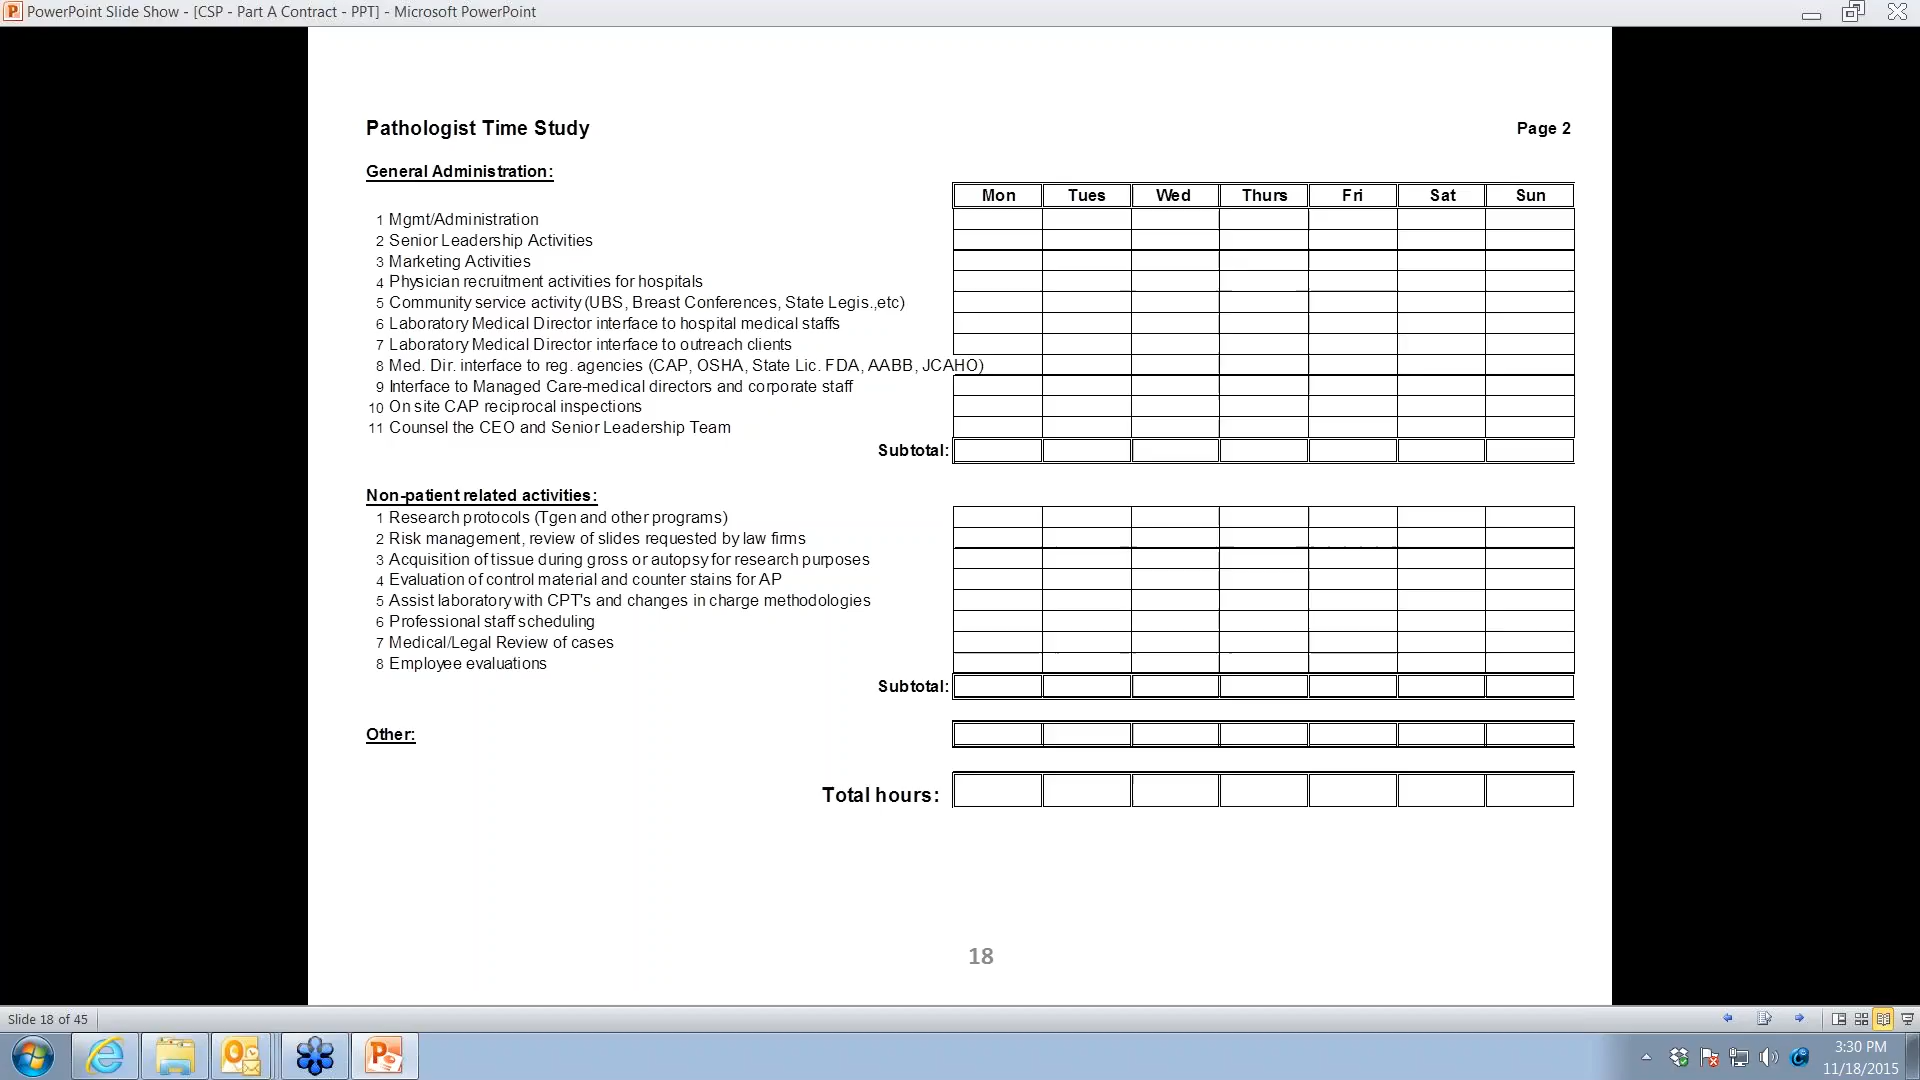 PowerPoint Slide Show - [CSP - Part A Contract - PPT] - Microsoft PowerPoint
Pathologist Time Study
Page 2
General Administration:
Mon Tues Wed Thurs Fri Sat Sun
1 Mgmt/Administration
2 Senior Leadership Activities
3 Marketing Activities
4 Physician recruitment activities for hospitals
5 Community service activity (UBS, Breast Conferences, State Legis.,etc)
6 Laboratory Medical Director interface to hospital medical staffs
7 Laboratory Medical Director interface to outreach clients
8 Med. Dir. interface to reg. agencies (CAP, OSHA, State Lic. FDA, AABB, JCAHO)
9 Interface to Managed Care-medical directors and corporate staff
10 On site CAP reciprocal inspections
11 Counsel the CEO and Senior Leadership Team
Subtotal:
Non-patient related activities:
1 Research protocols (Tgen and other programs)
2 Risk management, review of slides requested by law firms
3 Acquisition of tissue during gross or autopsy for research purposes
4 Evaluation of control material and counter stains for AP
5 Assist laboratory with CPT's and changes in charge methodologies
6 Professional staff scheduling
7 Medical/Legal Review of cases
8 Employee evaluations
Subtotal:
Other:
Total hours:
18
Slide 18 of 45
3:30 PM
11/18/2015